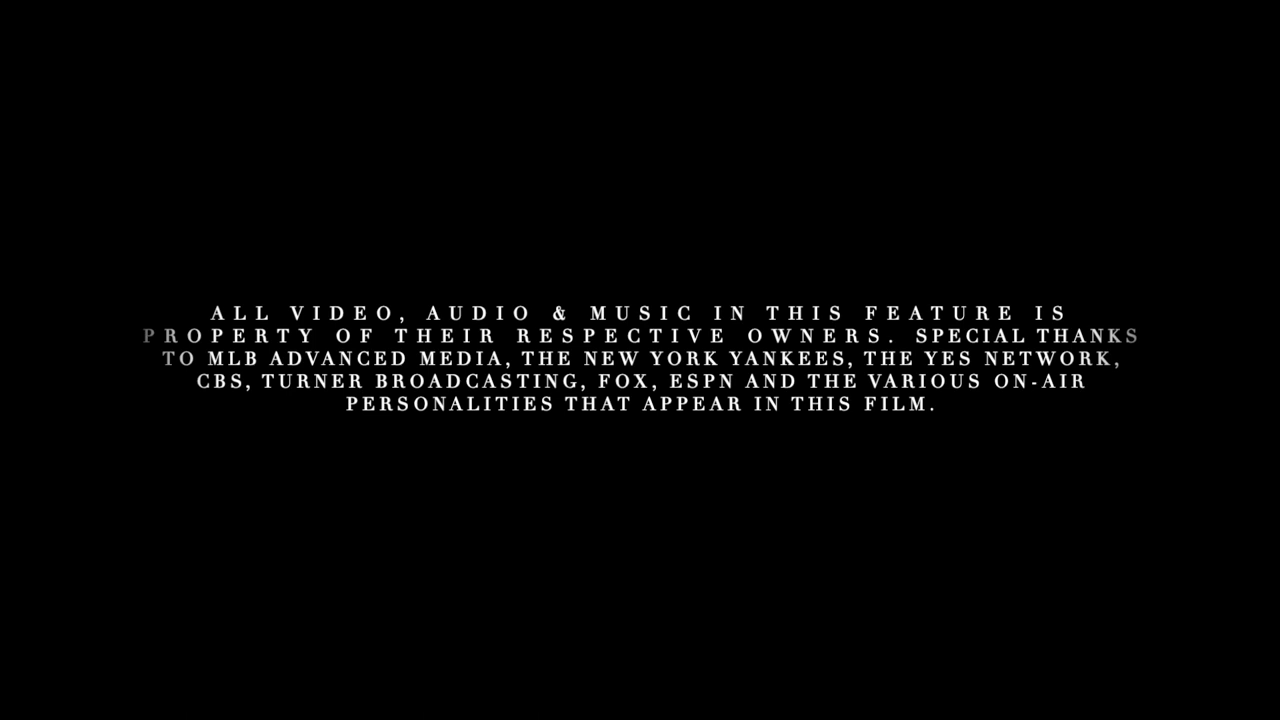 ALL VIDEO, AUDIO & MUSIC IN THIS FEATURE IS
PROPERTY OF THEIR RESPECTIVE OWNERS. SPECIAL THANKS
TO MLB ADVANCED MEDIA, THE NEW YORK YANKEES, THE YES NETWORK,
CBS, TURNER BROADCASTING, FOX, ESPN AND THE VARIOUS ON-AIR
PERSONALITIES THAT APPEAR IN THIS FILM.